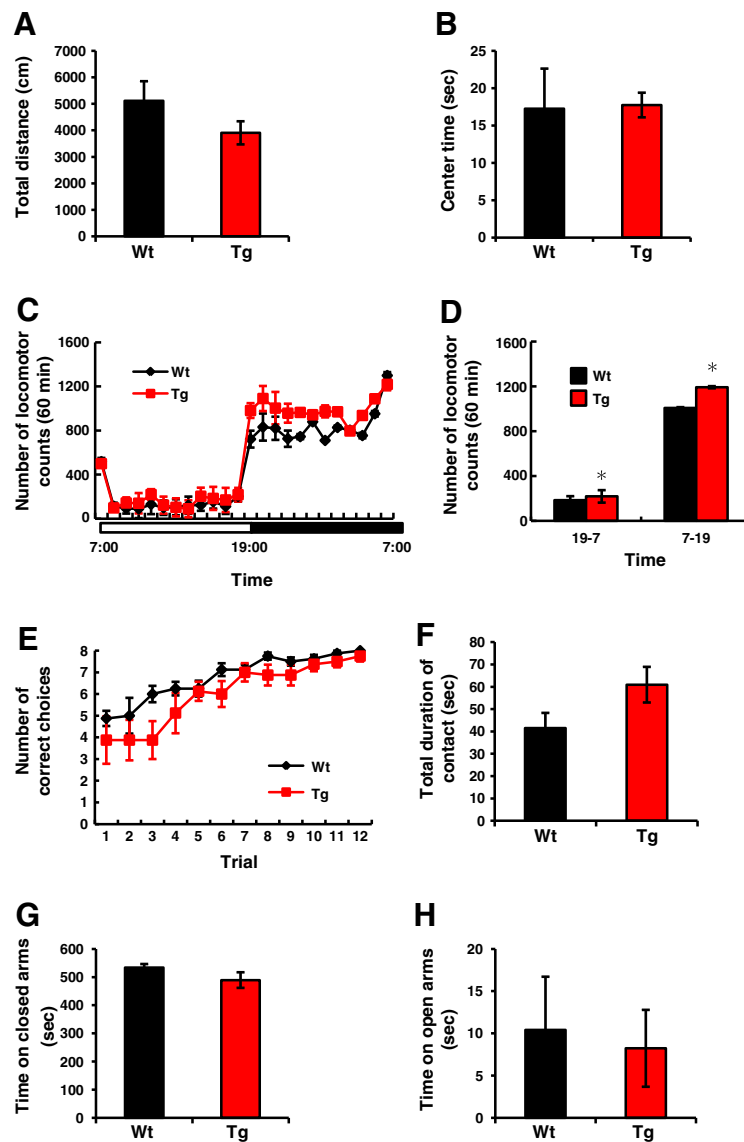 A
Total distance (cm)
7000
6000
5000
4000
3000
2000
1000
0
Wt Tg
B
Center time (sec)
25
20
15
10
5
0
Wt Tg
C
Number of locomotor
counts (60 min)
1600
1200
800
400
0
Wt
Tg
7:00 19:00 7:00
Time
D
Number of locomotor
counts (60 min)
1600
1200
800
400
0
Wt
Tg
*
*
19-7 7-19
Time
E
Number of
correct choices
8
7
6
5
4
3
2
1
0
Wt
Tg
1 2 3 4 5 6 7 8 9 10 11 12
Trial
F
Total duration of
contact (sec)
80
70
60
50
40
30
20
10
0
Wt Tg
G
Time on closed arms
(sec)
600
500
400
300
200
100
0
Wt Tg
H
Time on open arms
(sec)
20
15
10
5
0
Wt Tg